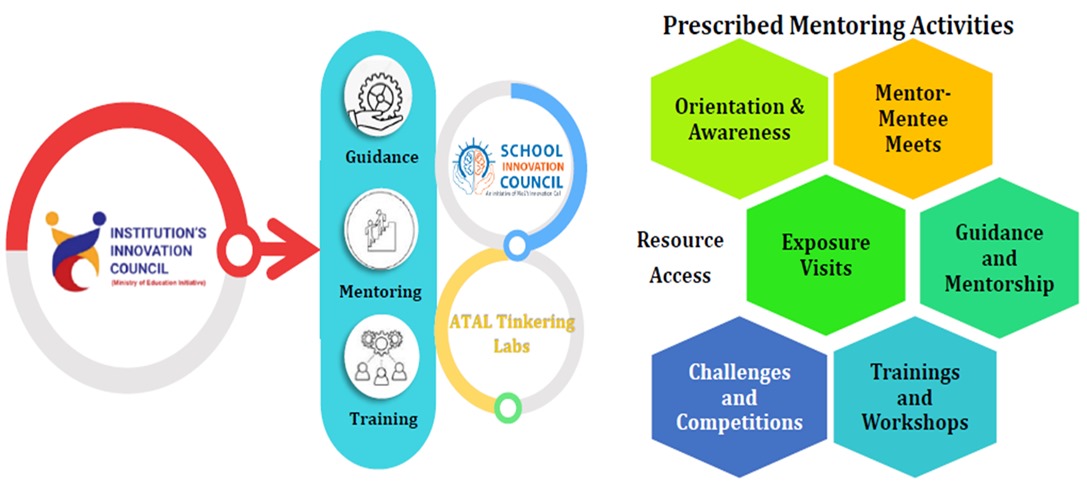 INSTITUTION'S
INNOVATION
COUNCIL
(Ministry of Education Initiative)
Guidance
Mentoring
Training
SCHOOL
INNOVATION
COUNCIL
An Initiative of MoE's Innovation Cell
ATAL Tinkering
Labs
Prescribed Mentoring Activities
Orientation &
Awareness
Mentor-
Mentee
Meets
Resource
Access
Exposure
Visits
Guidance
and
Mentorship
Challenges
and
Competitions
Trainings
and
Workshops